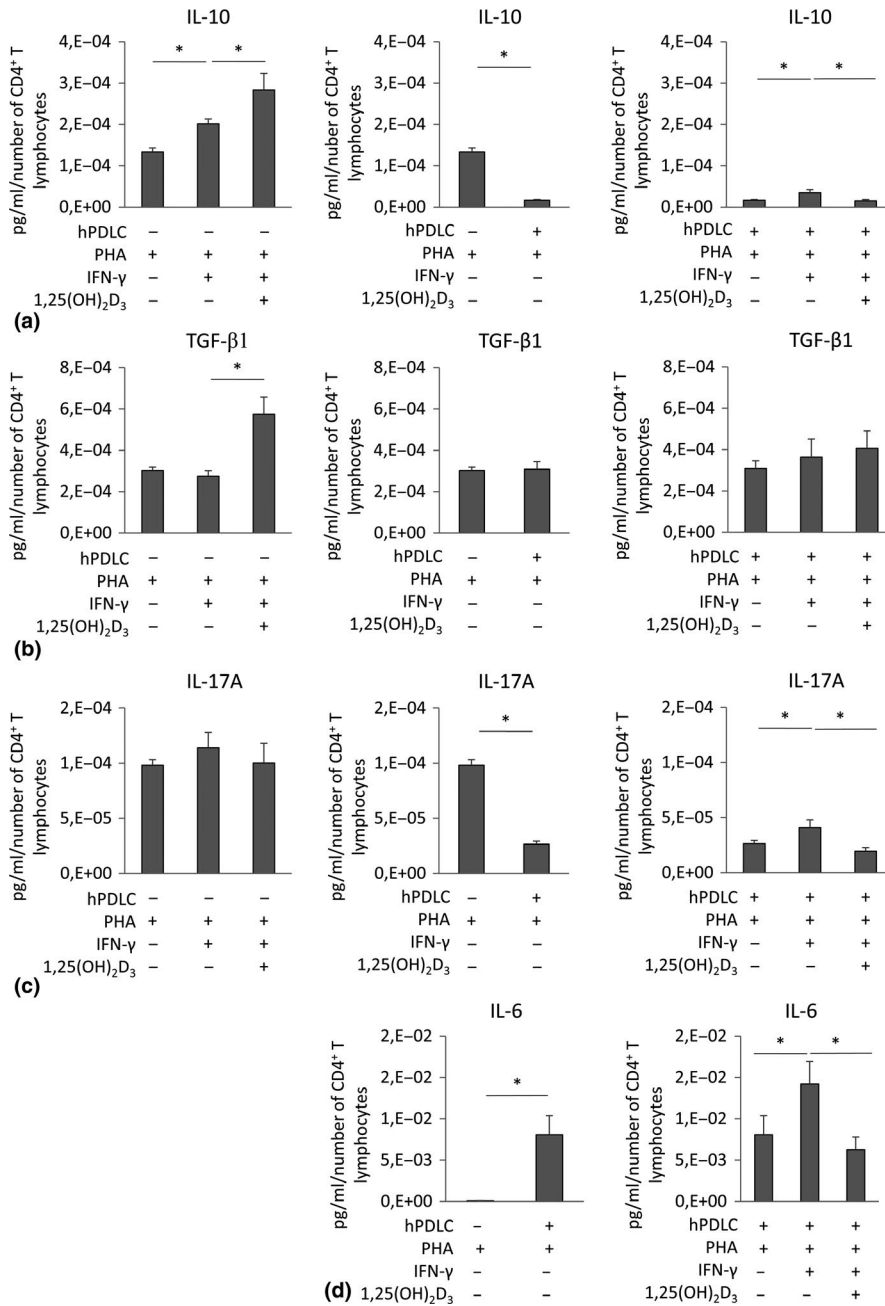 IL-10
pg/ml/number of CD4⁺ T
lymphocytes
4,E−04
3,E−04
2,E−04
1,E−04
0,E+00
* *
hPDLC − − −
PHA + + +
IFN-γ − + +
1,25(OH)₂D₃ − − +
IL-10
pg/ml/nuber of CD4⁺ T
lymphocytes
4,E−04
3,E−04
2,E−04
1,E−04
0,E+00
*
hPDLC − +
PHA + +
IFN-γ − −
1,25(OH)₂D₃ − −
IL-10
pg/ml/number of CD4⁺ T
lymphocytes
4,E−04
3,E−04
2,E−04
1,E−04
0,E+00
* *
hPDLC + + +
PHA + + +
IFN-γ − + +
1,25(OH)₂D₃ − − +
(a)
TGF-β1
pg/ml/number of CD4⁺ T
lymphocytes
8,E−04
6,E−04
4,E−04
2,E−04
0,E+00
*
hPDLC − − −
PHA + + +
IFN-γ − + +
1,25(OH)₂D₃ − − +
TGF-β1
pg/ml/number of CD4⁺ T
lymphocytes
8,E−04
6,E−04
4,E−04
2,E−04
0,E+00
hPDLC − +
PHA + +
IFN-γ − −
1,25(OH)₂D₃ − −
TGF-β1
pg/ml/number of CD4⁺ T
lymphocytes
8,E−04
6,E−04
4,E−04
2,E−04
0,E+00
hPDLC + + +
PHA + + +
IFN-γ − + +
1,25(OH)₂D₃ − − +
(b)
IL-17A
pg/ml/number of CD4⁺ T
lymphocytes
2,E−04
1,E−04
5,E−05
0,E+00
hPDLC − − −
PHA + + +
IFN-γ − + +
1,25(OH)₂D₃ − − +
IL-17A
pg/ml/number of CD4⁺ T
lymphocytes
2,E−04
1,E−04
5,E−05
0,E+00
*
hPDLC − +
PHA + +
IFN-γ − −
1,25(OH)₂D₃ − −
IL-17A
pg/ml/number of CD4⁺ T
lymphocytes
2,E−04
1,E−04
5,E−05
0,E+00
* *
hPDLC + + +
PHA + + +
IFN-γ − + +
1,25(OH)₂D₃ − − +
(c)
IL-6
pg/ml/number of CD4⁺ T
lymphocytes
2,E−02
2,E−02
1,E−02
5,E−03
0,E+00
*
hPDLC − +
PHA + +
IFN-γ − −
1,25(OH)₂D₃ − −
IL-6
pg/ml/number of CD4⁺ T
lymphocytes
2,E−02
2,E−02
1,E−02
5,E−03
0,E+00
* *
hPDLC + + +
PHA + + +
IFN-γ − + +
1,25(OH)₂D₃ − − +
(d)